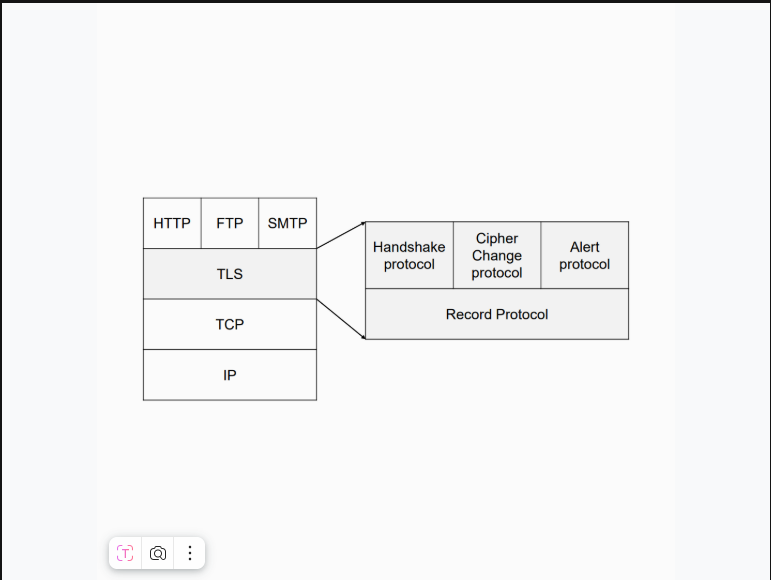 HTTP FTP SMTP
TLS
TCP
IP
Handshake
protocol
Cipher
Change
protocol
Alert
protocol
Record Protocol
T